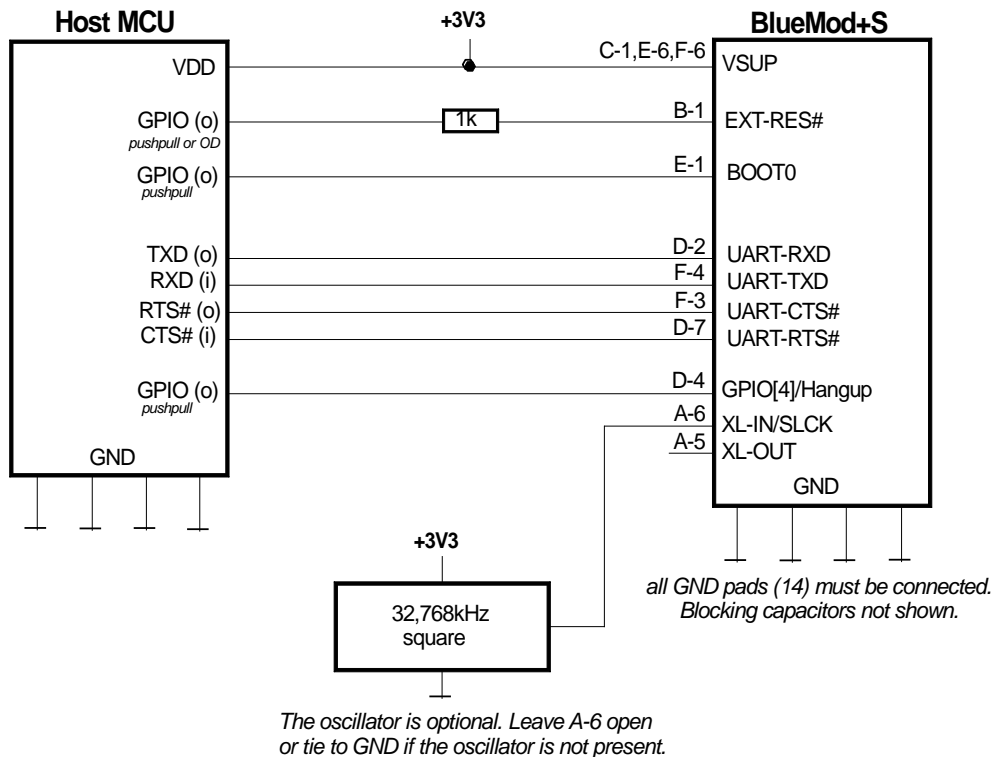 Host MCU
+3V3
BlueMod+S
VDD
C-1,E-6,F-6
VSUP
GPIO (o)
pushpull or OD
1k
B-1
EXT-RES#
GPIO (o)
pushpull
E-1
BOOT0
TXD (o)
D-2
UART-RXD
RXD (i)
F-4
UART-TXD
RTS# (o)
F-3
UART-CTS#
CTS# (i)
D-7
UART-RTS#
GPIO (o)
pushpull
D-4
GPIO[4]/Hangup
A-6
XL-IN/SLCK
A-5
XL-OUT
GND
GND
+3V3
32,768kHz
square
all GND pads (14) must be connected.
Blocking capacitors not shown.
The oscillator is optional. Leave A-6 open
or tie to GND if the oscillator is not present.